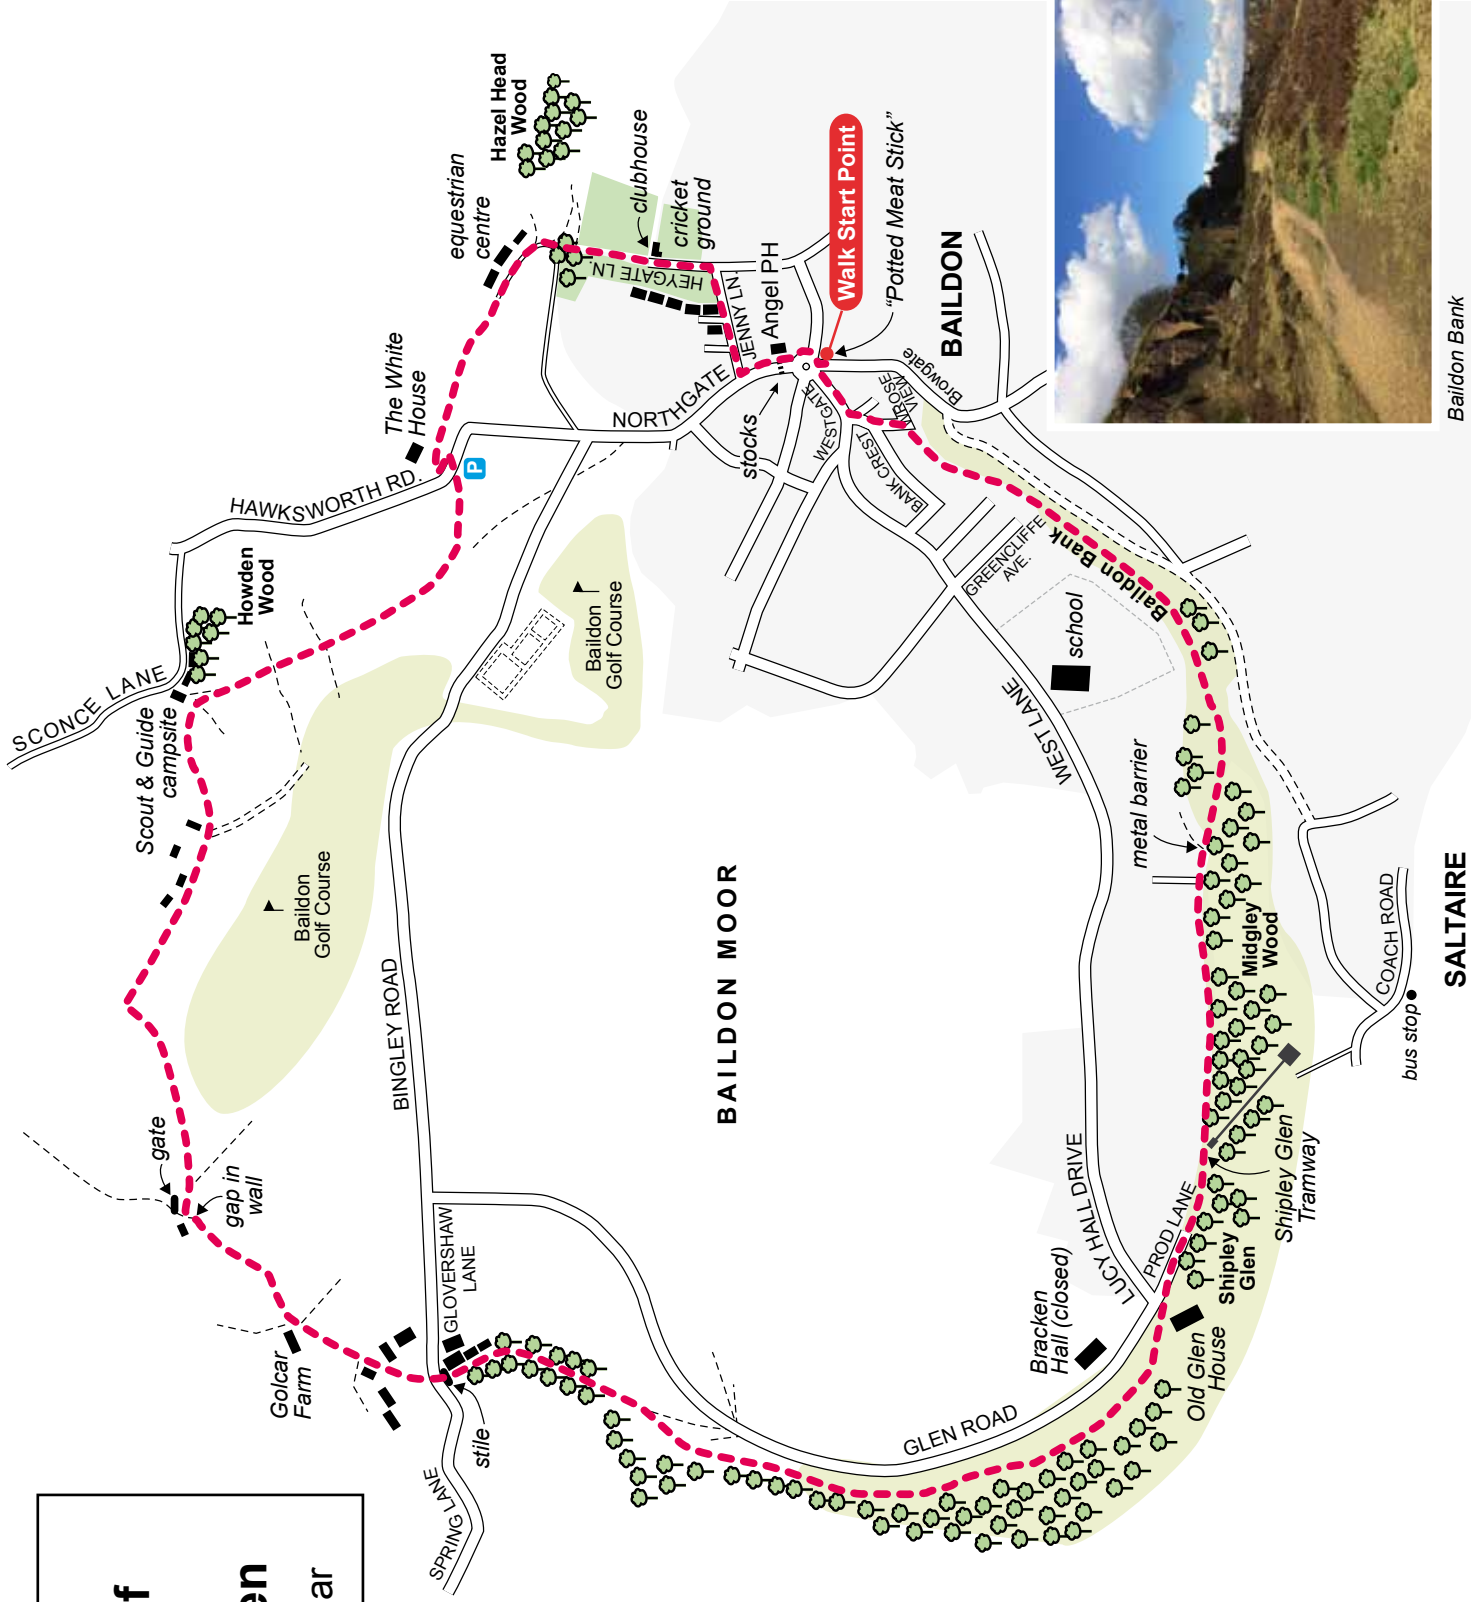 Hazel Head
Wood
equestrian
centre
clubhouse
cricket
ground
HEYGATE LN.
JENNY LN.
Angel PH
Walk Start Point
“Potted Meat Stick”
BAILDON
Browgate
WROSE
VIEW
WESTGATE
BANK CREST
stocks
NORTHGATE
The White
House
P
HAWKSWORTH RD.
Howden
Wood
SCONCE LANE
Scout & Guide
campsite
Baildon
Golf Course
Baildon
Golf Course
GREENCLIFFE
AVE.
Baildon Bank
school
WEST LANE
metal barrier
Midgley
Wood
COACH ROAD
bus stop
SALTAIRE
BAILDON MOOR
BINGLEY ROAD
gate
gap in
wall
GLOVERSHAW
LANE
Golcar
Farm
stile
SPRING LANE
LUCY HALL DRIVE
PROD LANE
Shipley Glen
Tramway
Shipley
Glen
Bracken
Hall (closed)
Old Glen
House
GLEN ROAD
Baildon Bank
f
en
ar